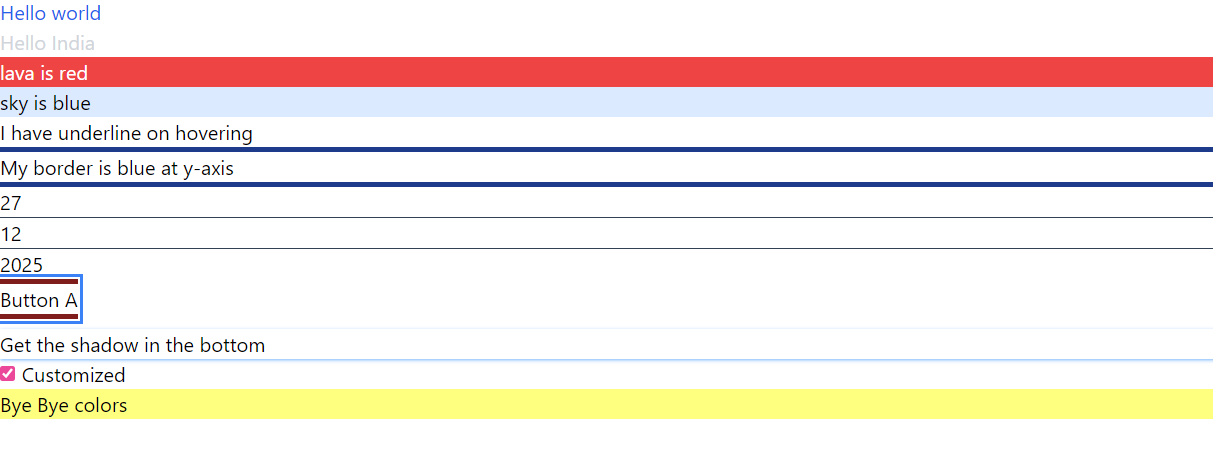 Hello world
Hello India
lava is red
sky is blue
I have underline on hovering
My border is blue at y-axis
27
12
2025
Button A
Get the shadow in the bottom
Customized
Bye Bye colors